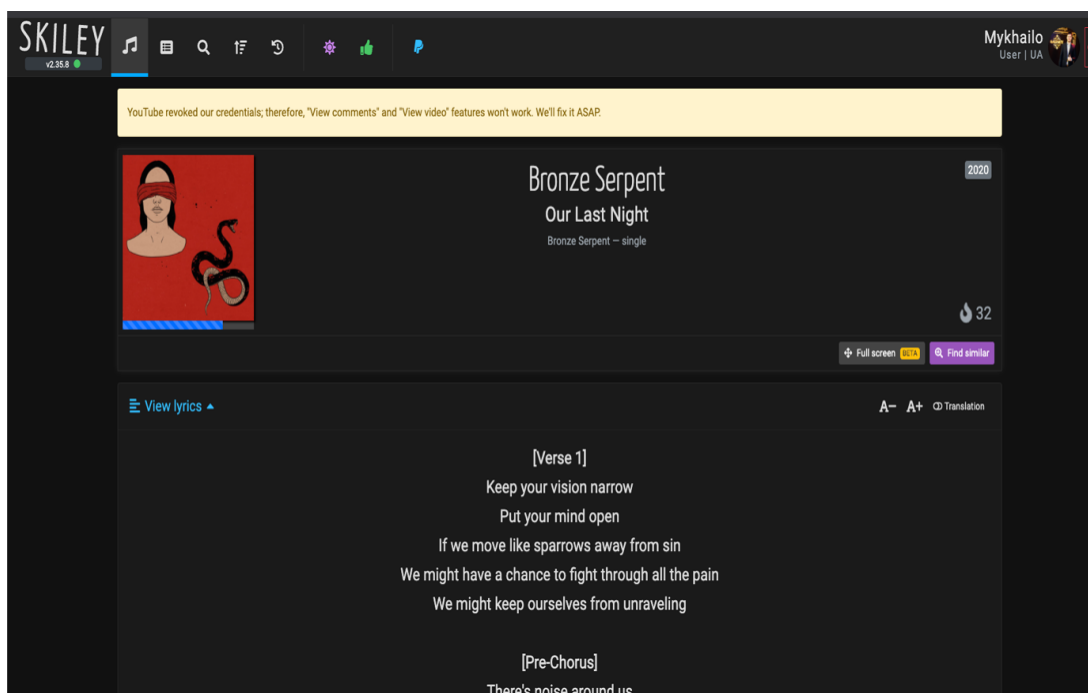 SKILEY
v2.35.8
Mykhailo
User | UA
YouTube revoked our credentials; therefore, "View comments" and "View video" features won't work. We'll fix it ASAP.
Bronze Serpent
2020
Our Last Night
Bronze Serpent — single
32
Full screen BETA
Find similar
View lyrics
A− A+ Translation
[Verse 1]
Keep your vision narrow
Put your mind open
If we move like sparrows away from sin
We might have a chance to fight through all the pain
We might keep ourselves from unraveling
[Pre-Chorus]
There's noise around us